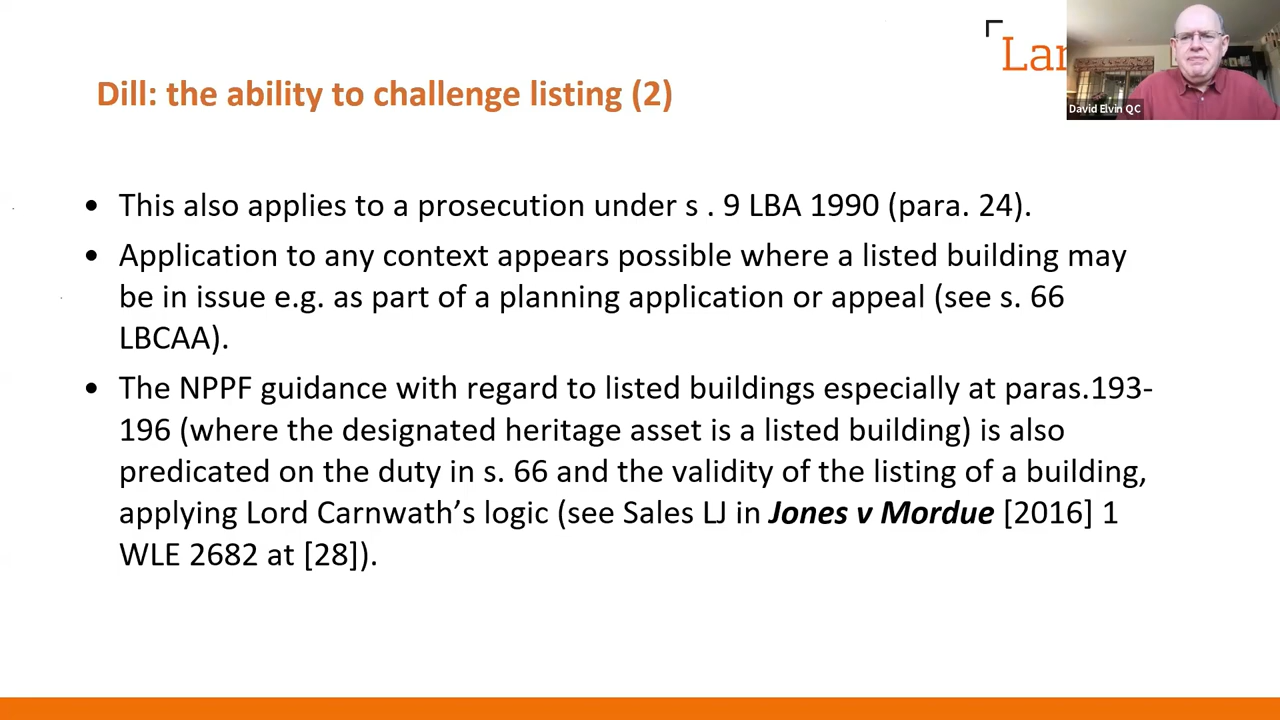 Lan
David Elvin QC
Dill: the ability to challenge listing (2)
• This also applies to a prosecution under s . 9 LBA 1990 (para. 24).
• Application to any context appears possible where a listed building may
be in issue e.g. as part of a planning application or appeal (see s. 66
LBCAA).
• The NPPF guidance with regard to listed buildings especially at paras.193-
196 (where the designated heritage asset is a listed building) is also
predicated on the duty in s. 66 and the validity of the listing of a building,
applying Lord Carnwath’s logic (see Sales LJ in Jones v Mordue [2016] 1
WLE 2682 at [28]).